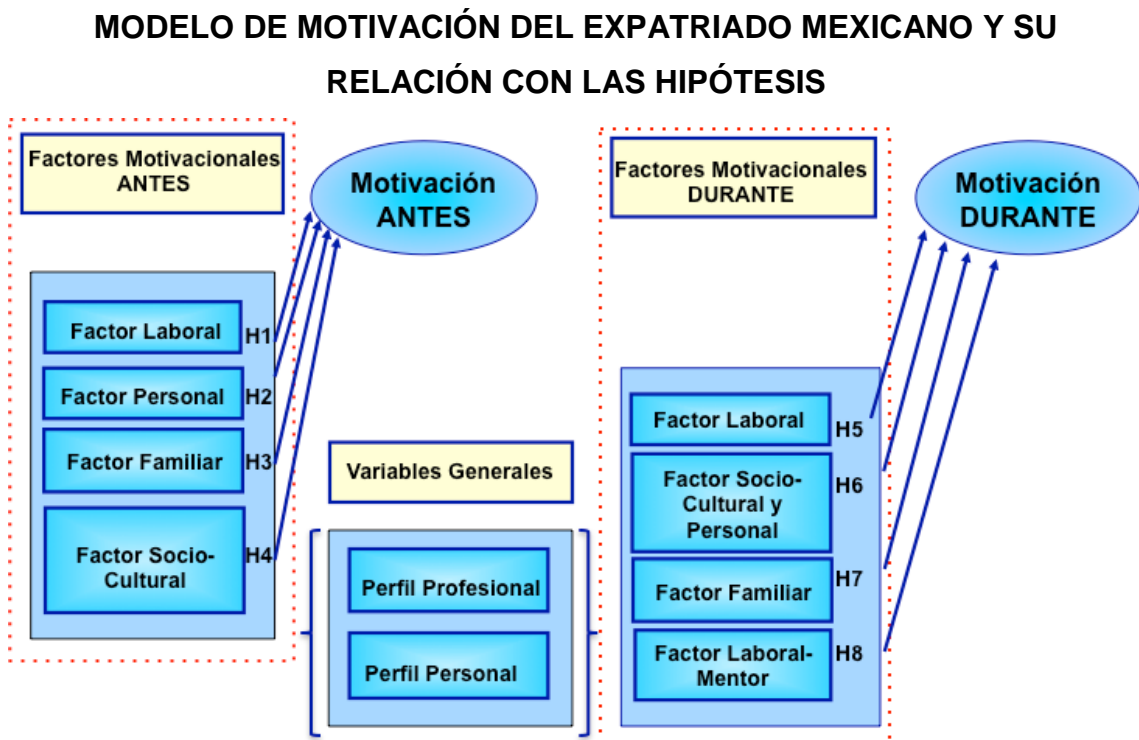 MODELO DE MOTIVACIÓN DEL EXPATRIADO MEXICANO Y SU
RELACIÓN CON LAS HIPÓTESIS
Factores Motivacionales
ANTES
Motivación
ANTES
Factor Laboral
H1
Factor Personal
H2
Factor Familiar
H3
Factor Socio-
Cultural
H4
Variables Generales
Perfil Profesional
Perfil Personal
Factores Motivacionales
DURANTE
Motivación
DURANTE
Factor Laboral
H5
Factor Socio-
Cultural y
Personal
H6
Factor Familiar
H7
Factor Laboral-
Mentor
H8